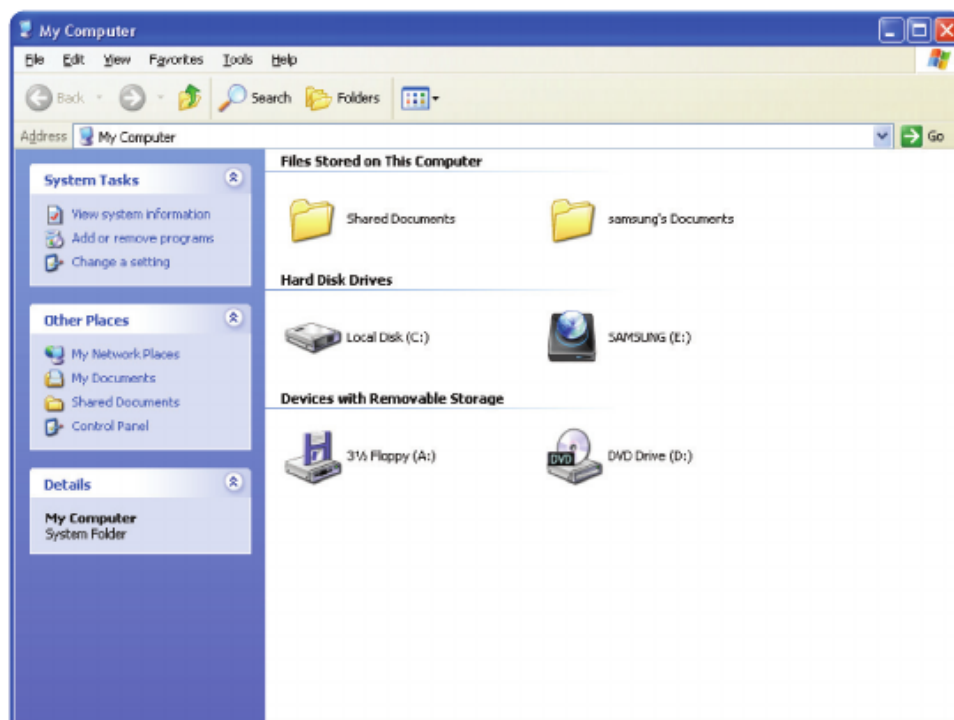 My Computer
File Edit View Favorites Tools Help
Back Search Folders
Address My Computer Go
System Tasks
View system information
Add or remove programs
Change a setting
Other Places
My Network Places
My Documents
Shared Documents
Control Panel
Details
My Computer
System Folder
Files Stored on This Computer
Shared Documents samsung's Documents
Hard Disk Drives
Local Disk (C:) SAMSUNG (E:)
Devices with Removable Storage
3½ Floppy (A:) DVD Drive (D:)
DVD